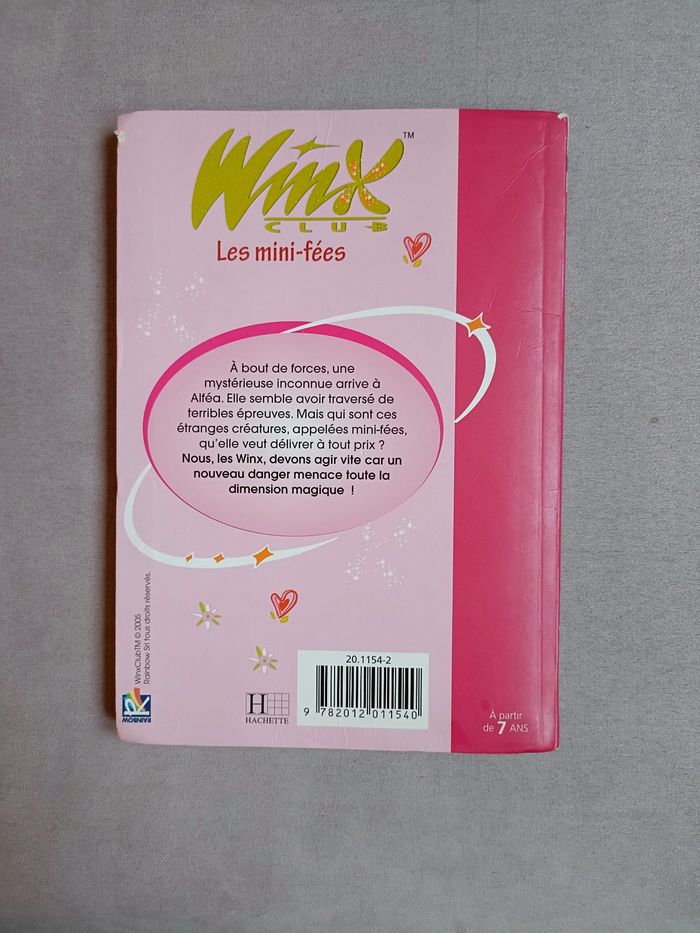 Winx™
CLUB
Les mini-fées
À bout de forces, une
mystérieuse inconnue arrive à
Alféa. Elle semble avoir traversé de
terribles épreuves. Mais qui sont ces
étranges créatures, appelées mini-fées,
qu'elle veut délivrer à tout prix ?
Nous, les Winx, devons agir vite car un
nouveau danger menace toute la
dimension magique !
WinxClubTM © 2005
Rainbow Srl tous droits réservés.
RAINBOW
H
HACHETTE
20.1154-2
9 782012 011540
À partir
de 7 ANS